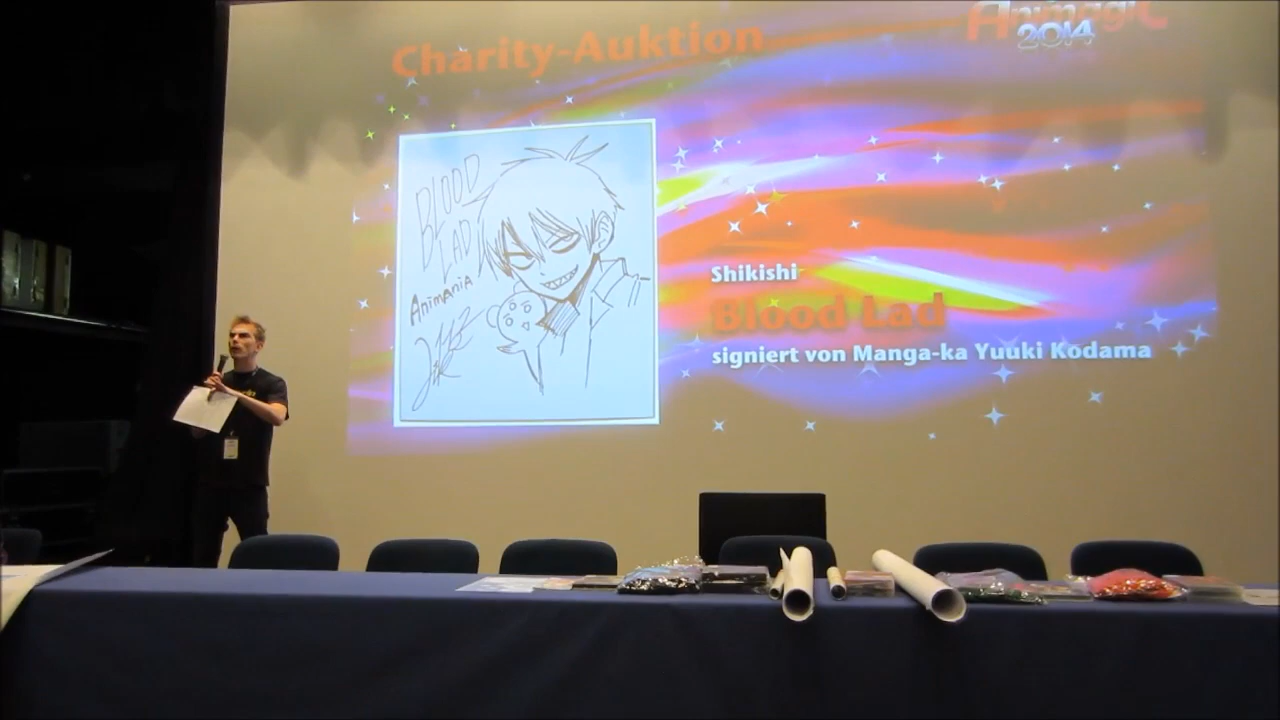 Charity-Auktion
AnimagiC
2014
BLOOD
LAD
Animania
Shikishi
Blood Lad
signiert von Manga-ka Yuuki Kodama